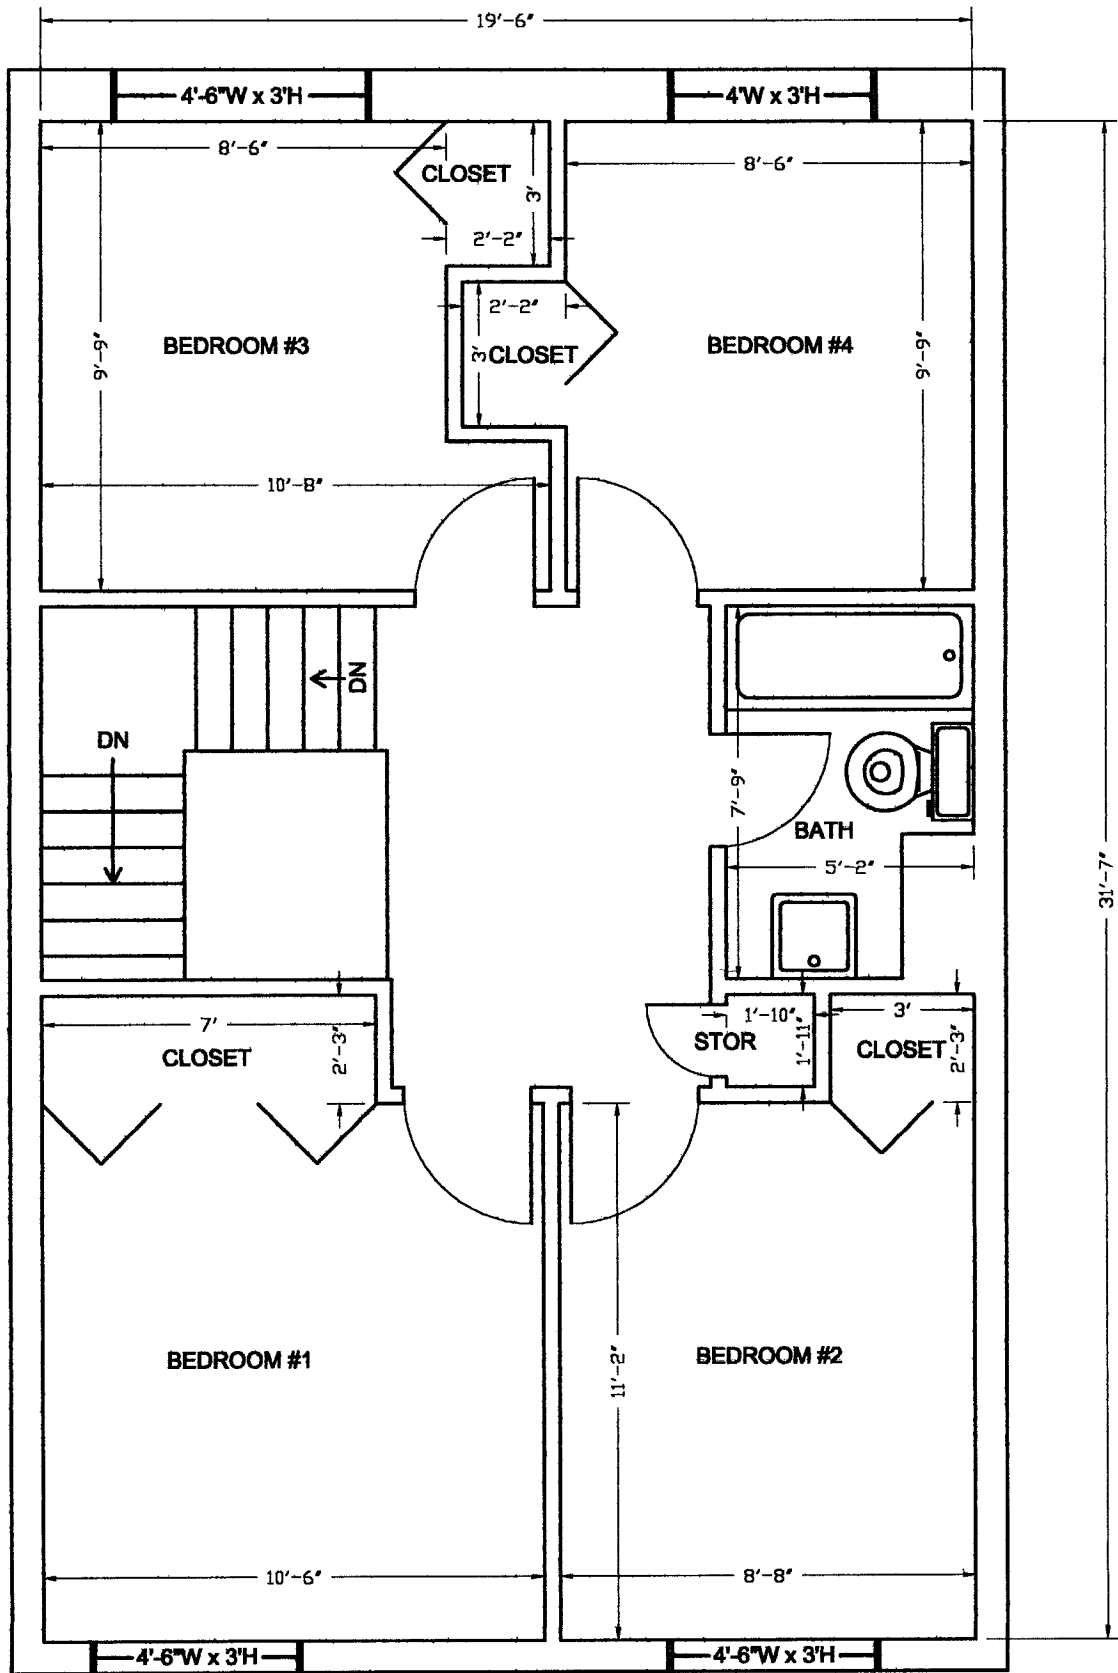 19'-6"
4'-6"W x 3'H
4'W x 3'H
8'-6"
CLOSET
3'
8'-6"
2'-2"
2'-2"
BEDROOM #3
3'
CLOSET
BEDROOM #4
9'-9"
9'-9"
10'-8"
DN
DN
7'-9"
BATH
5'-2"
31'-7"
7'
CLOSET
2'-3"
1'-10"
STOR
1'-11"
3'
CLOSET
2'-3"
BEDROOM #1
BEDROOM #2
11'-2"
10'-6"
8'-8"
4'-6"W x 3'H
4'-6"W x 3'H